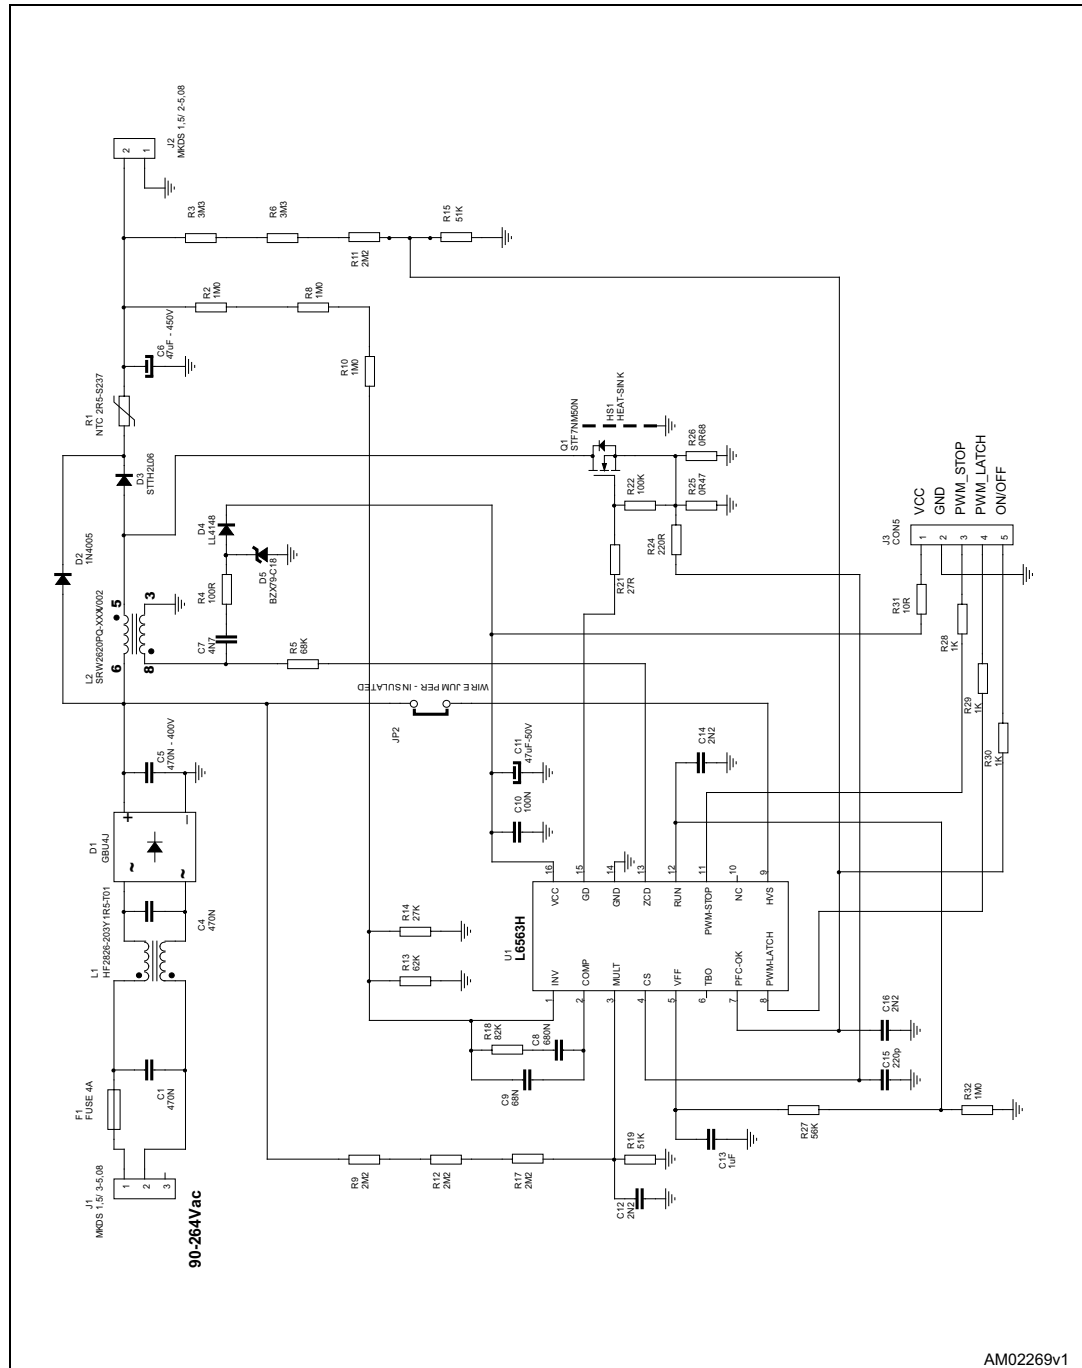 J1
MKDS 1,5/ 3-5,08
1
2
3
90-264Vac
F1
FUSE 4A
C1
470N
L1
HF2826-203Y1R5-T01
C4
470N
D1
GBU4J
~
~
+
-
C5
470N - 400V
L2
SRW2620PQ-XXXV002
6
5
8
3
D2
1N4005
D3
STTH2L06
R1
NTC 2R5-S237
C6
47uF - 450V
J2
MKDS 1,5/ 2-5,08
2
1
R3
3M3
R6
3M3
R11
2M2
R15
51K
R2
1M0
R8
1M0
R10
1M0
C7
4N7
R4
100R
D4
LL4148
D5
BZX79-C18
R5
68K
JP2
WIRE JUMPER - INSULATED
Q1
STF7NM50N
HS1
HEAT-SINK
R21
27R
R22
100K
R24
220R
R25
0R47
R26
0R68
C10
100N
C11
47uF-50V
C14
2N2
R13
62K
R14
27K
R18
82K
C8
680N
C9
68N
U1
L6563H
1
INV
2
COMP
3
MULT
4
CS
5
VFF
6
TBO
7
PFC-OK
8
PWM-LATCH
16
VCC
15
GD
14
GND
13
ZCD
12
RUN
11
PWM-STOP
10
NC
9
HVS
R9
2M2
R12
2M2
R17
2M2
R19
51K
C12
2N2
C13
1uF
R27
56K
R32
1M0
C15
220p
C16
2N2
R31
10R
R28
1K
R29
1K
R30
1K
J3
CON5
1
2
3
4
5
VCC
GND
PWM_STOP
PWM_LATCH
ON/OFF
AM02269v1